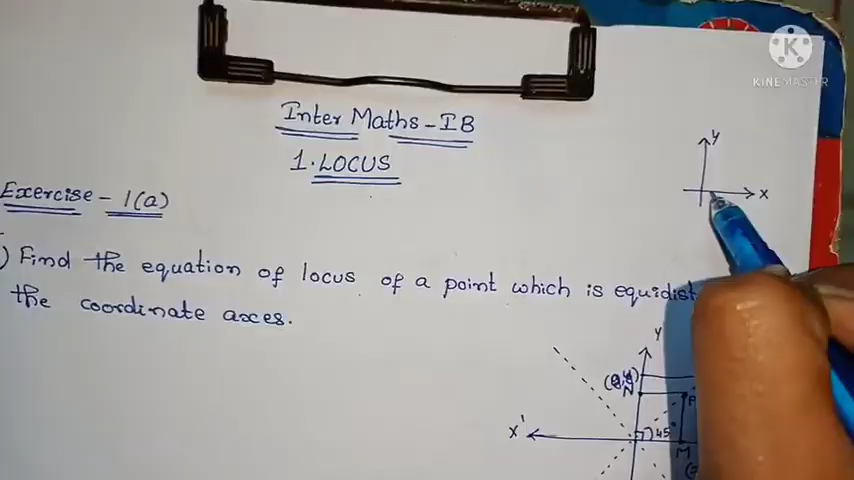 KINEMASTER
Inter Maths - IB
1. LOCUS
Exercise - 1(a)
) Find the equation of locus of a point which is equidist
the coordinate axes.
y
x
y
N
P
x'
45°
M